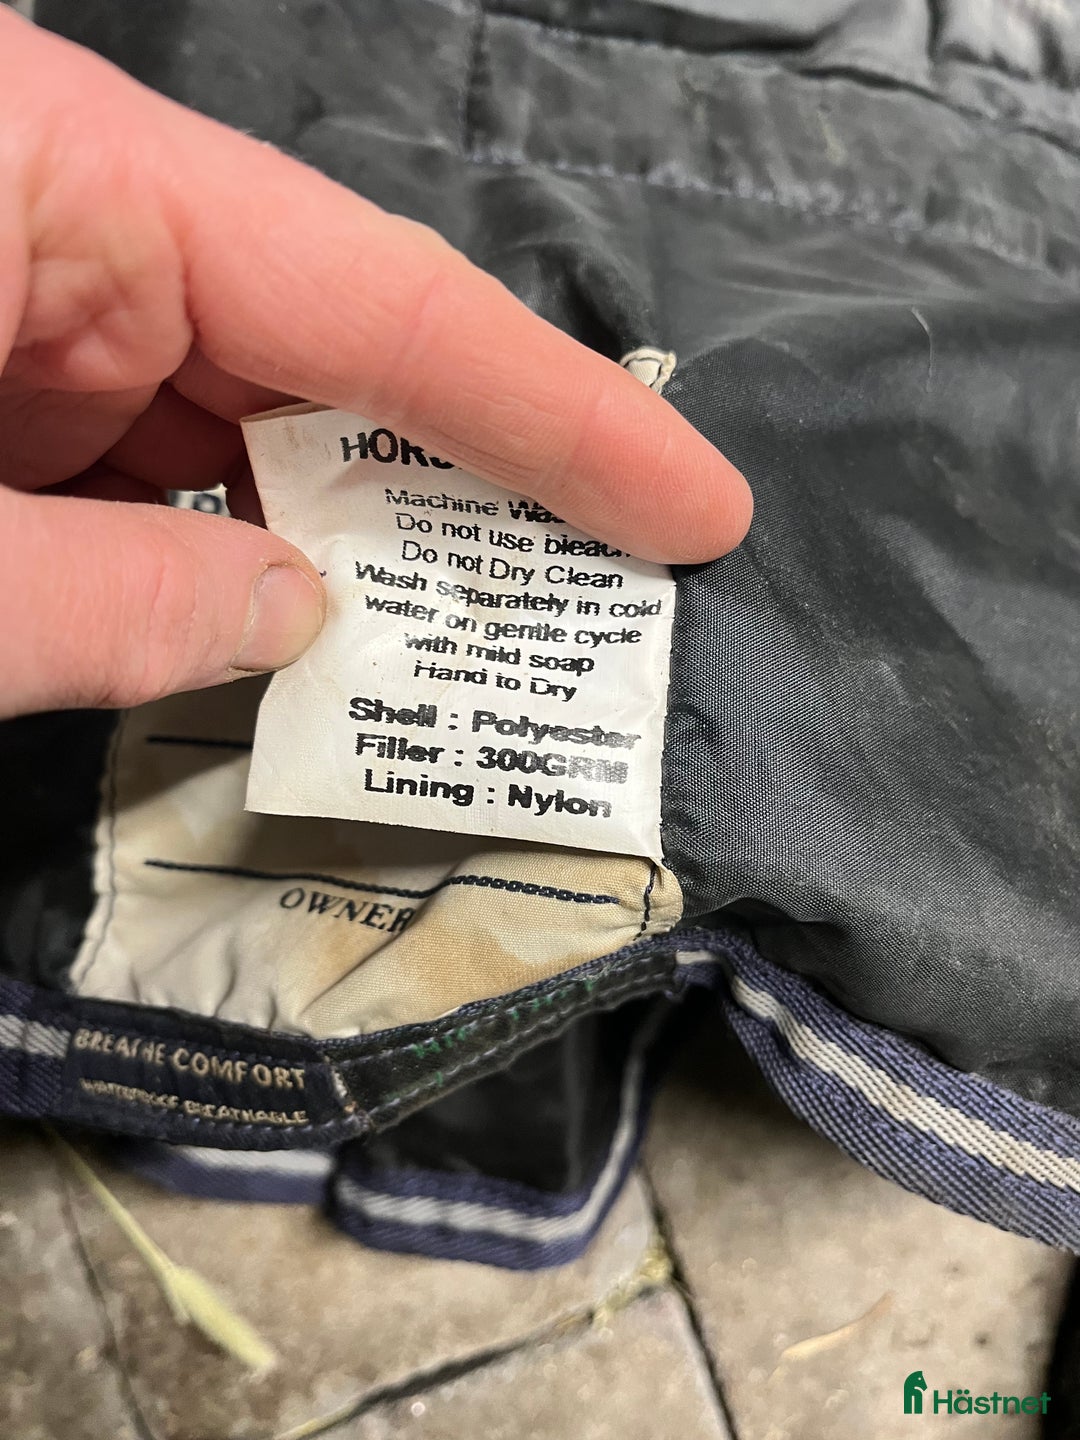 Machine
Do not use bleach
Do not Dry Clean
Wash separately in cold
water on gentle cycle
with mild soap
Hand to Dry
Shell : Polyester
Filler : 300GRM
Lining : Nylon
OWNER
BREATHE COMFORT
WATERPROOF BREATHABLE
Hästnet